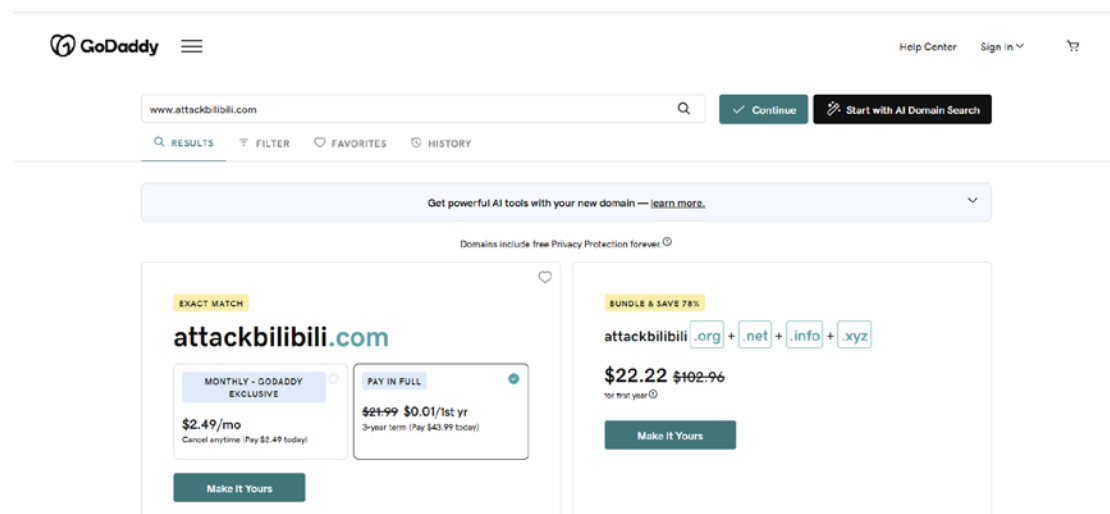 GoDaddy
Help Center Sign In
www.attackbilibili.com
Continue
Start with AI Domain Search
RESULTS FILTER FAVORITES HISTORY
Get powerful AI tools with your new domain — learn more.
Domains include free Privacy Protection forever.
EXACT MATCH
attackbilibili.com
MONTHLY - GODADDY
EXCLUSIVE
$2.49/mo
Cancel anytime (Pay $2.49 today)
PAY IN FULL
$21.99 $0.01/1st yr
3-year term (Pay $43.99 today)
Make It Yours
BUNDLE & SAVE 78%
attackbilibili .org + .net + .info + .xyz
$22.22 $102.96
for first year
Make It Yours